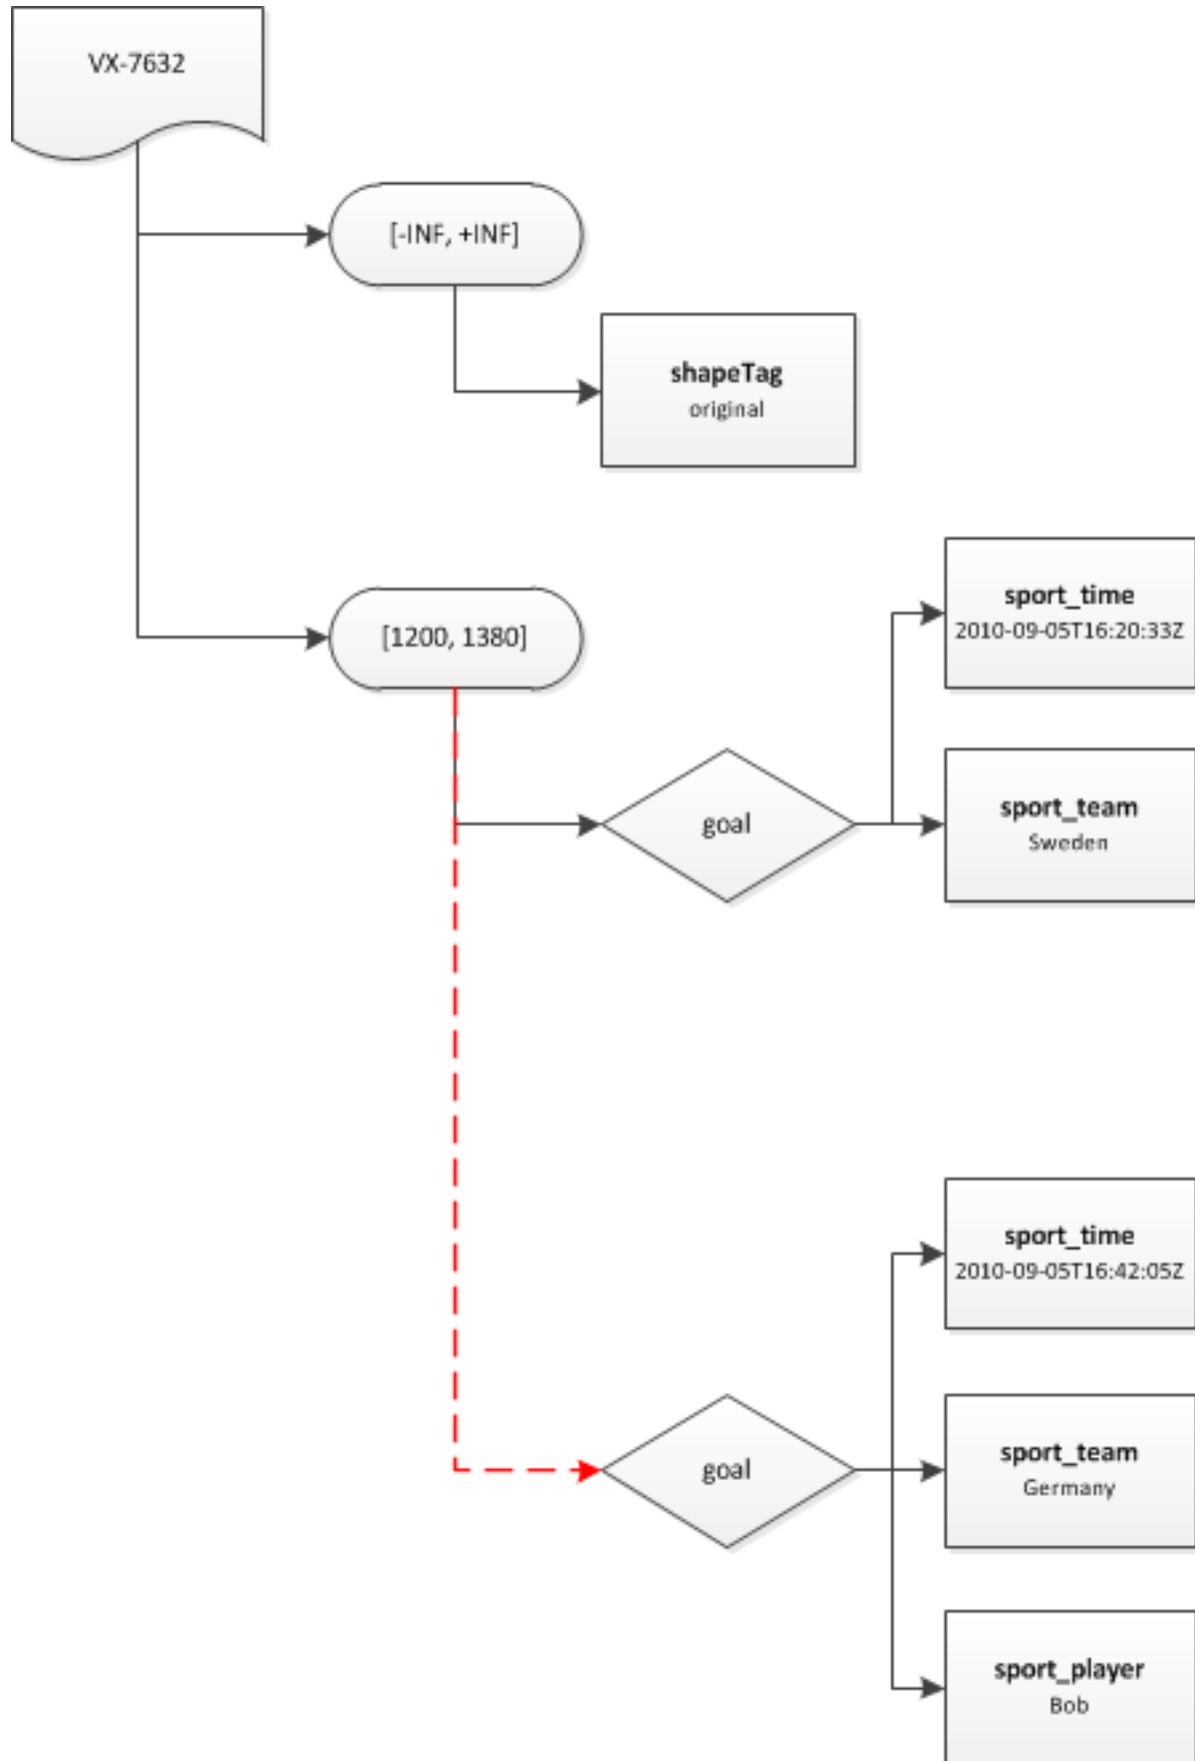 VX-7632
[-INF, +INF]
shapeTag
original
[1200, 1380]
sport_time
2010-09-05T16:20:33Z
goal
sport_team
Sweden
sport_time
2010-09-05T16:42:05Z
goal
sport_team
Germany
sport_player
Bob